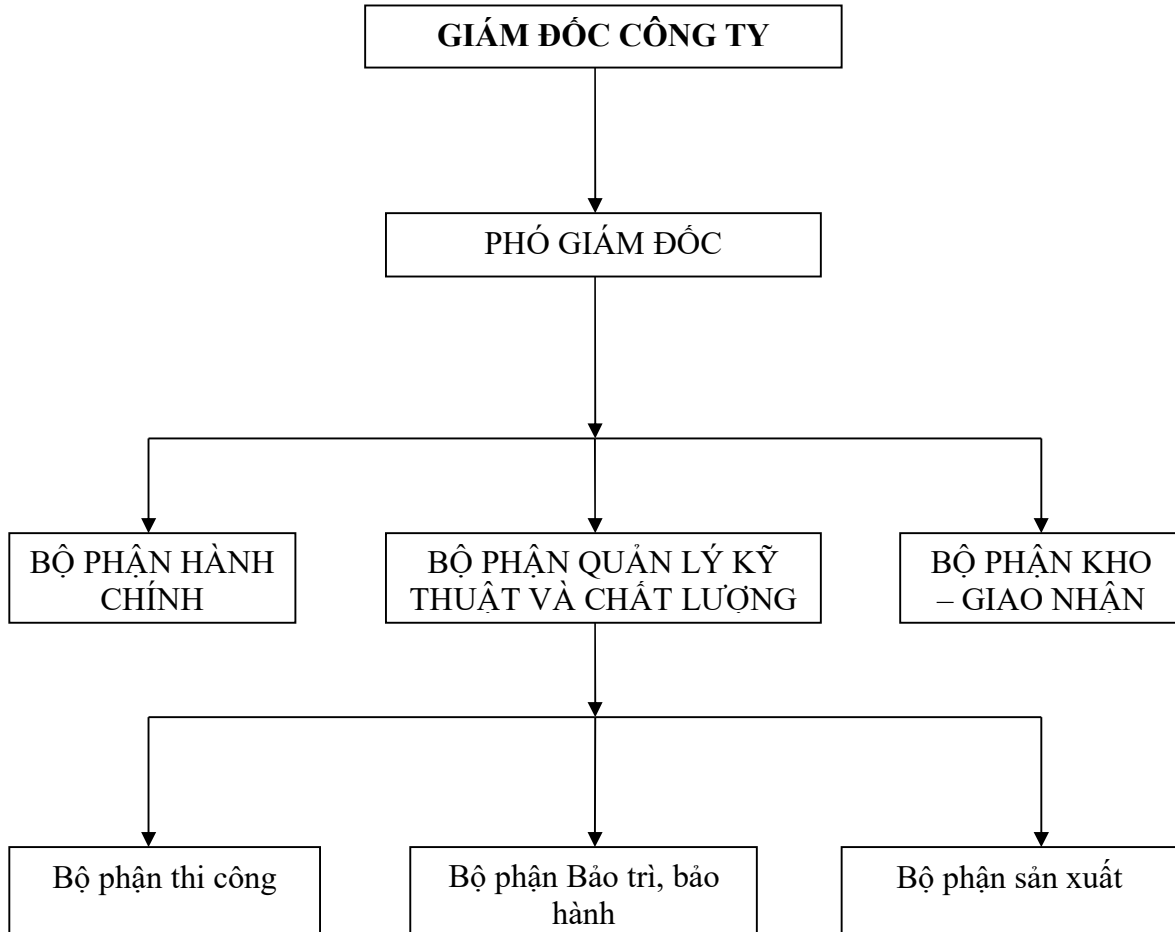 GIÁM ĐỐC CÔNG TY
PHÓ GIÁM ĐỐC
BỘ PHẬN HÀNH
CHÍNH
BỘ PHẬN QUẢN LÝ KỸ
THUẬT VÀ CHẤT LƯỢNG
BỘ PHẬN KHO
– GIAO NHẬN
Bộ phận thi công
Bộ phận Bảo trì, bảo
hành
Bộ phận sản xuất